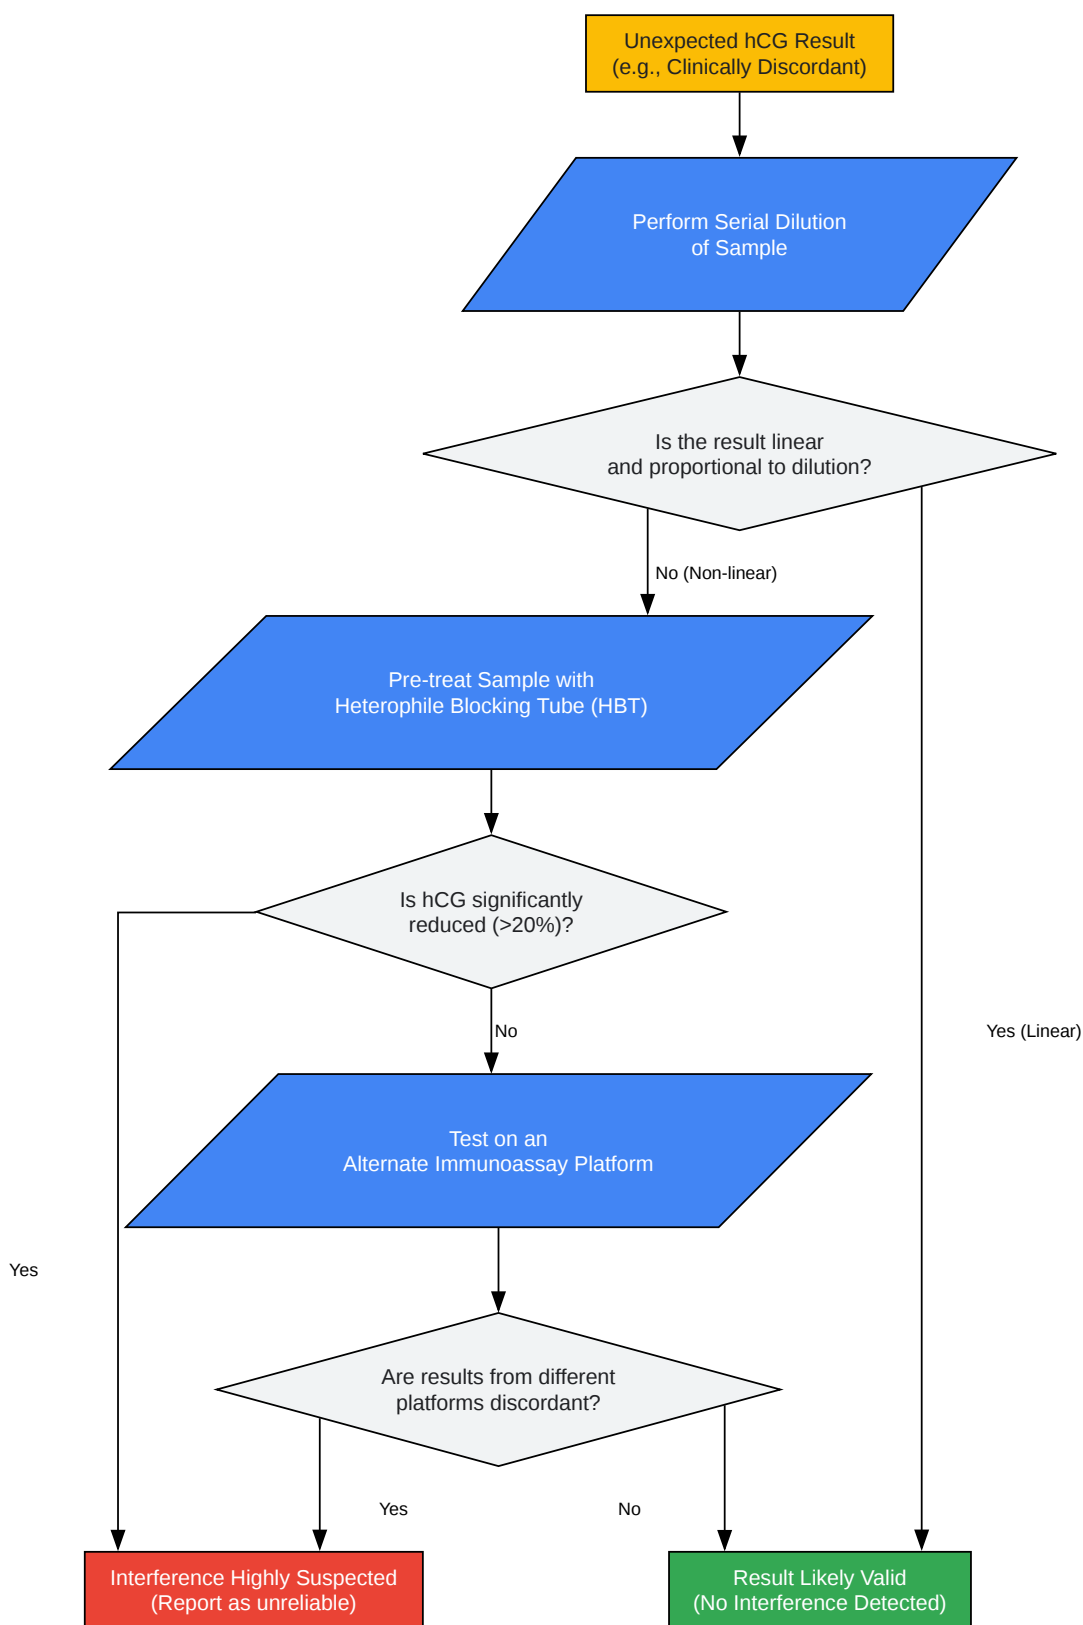 Unexpected hCG Result
(e.g., Clinically Discordant)
Perform Serial Dilution
of Sample
Is the result linear
and proportional to dilution?
No (Non-linear)
Pre-treat Sample with
Heterophile Blocking Tube (HBT)
Is hCG significantly
reduced (>20%)?
No
Yes (Linear)
Test on an
Alternate Immunoassay Platform
Yes
Are results from different
platforms discordant?
Yes
No
Interference Highly Suspected
(Report as unreliable)
Result Likely Valid
(No Interference Detected)